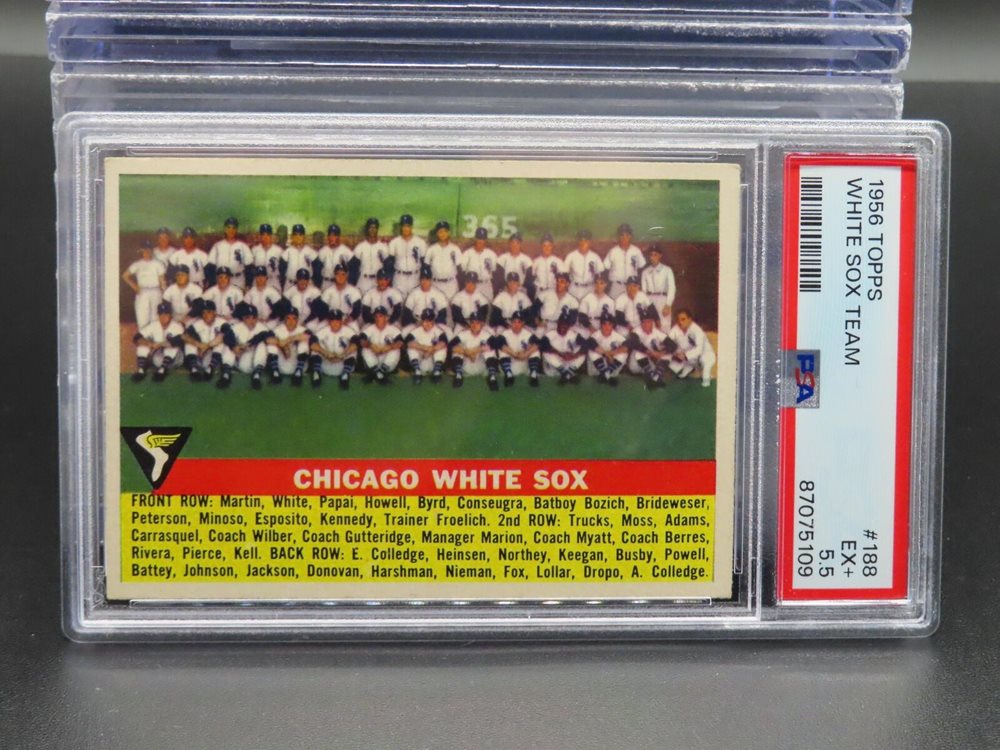 365
CHICAGO WHITE SOX
FRONT ROW: Martin, White, Papai, Howell, Byrd, Conseugra, Batboy Bozich, Brideweser,
Peterson, Minoso, Esposito, Kennedy, Trainer Froelich. 2nd ROW: Trucks, Moss, Adams,
Carrasquel, Coach Wilber, Coach Gutteridge, Manager Marion, Coach Myatt, Coach Berres,
Rivera, Pierce, Kell. BACK ROW: E. Colledge, Heinsen, Northey, Keegan, Busby, Powell,
Battey, Johnson, Jackson, Donovan, Harshman, Nieman, Fox, Lollar, Dropo, A. Colledge.
1956 TOPPS
WHITE SOX TEAM
PSA
#188
EX+
5.5
87075109